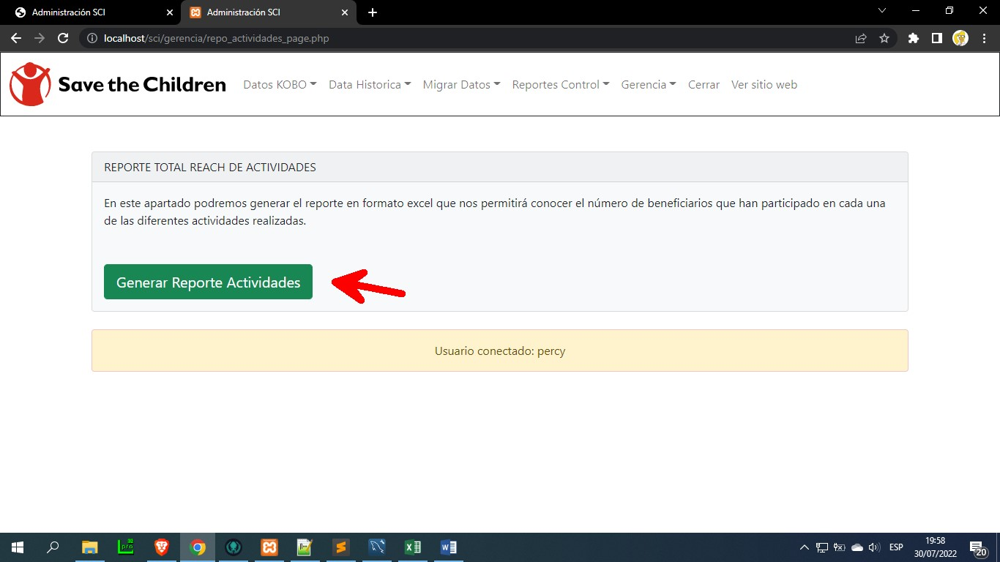 Administración SCI
Administración SCI
localhost/sci/gerencia/repo_actividades_page.php
Save the Children
Datos KOBO Data Historica Migrar Datos Reportes Control Gerencia Cerrar Ver sitio web
REPORTE TOTAL REACH DE ACTIVIDADES
En este apartado podremos generar el reporte en formato excel que nos permitirá conocer el número de beneficiarios que han participado en cada una
de las diferentes actividades realizadas.
Generar Reporte Actividades
Usuario conectado: percy
ESP
19:58
30/07/2022
20